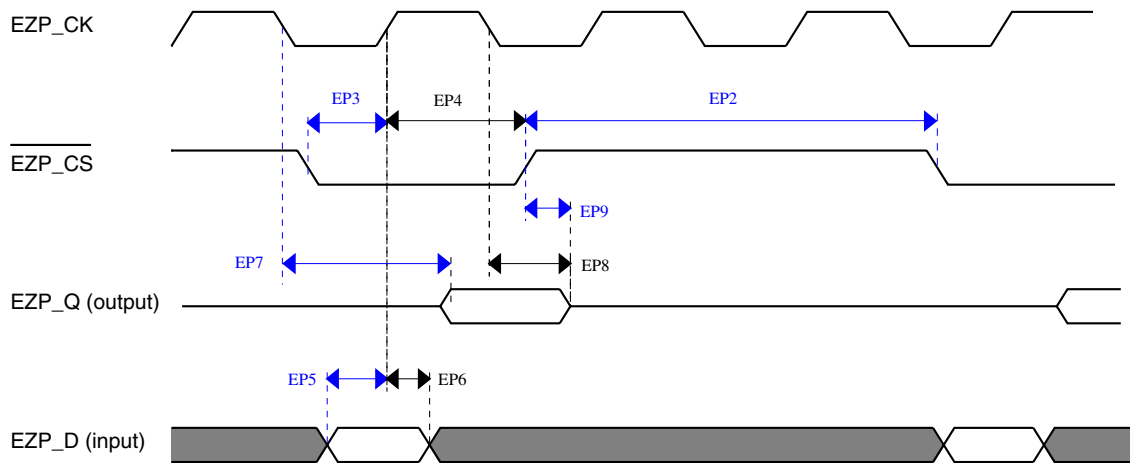 EZP_CK
EP3
EP4
EP2
EZP_CS
EP9
EP7
EP8
EZP_Q (output)
EP5
EP6
EZP_D (input)